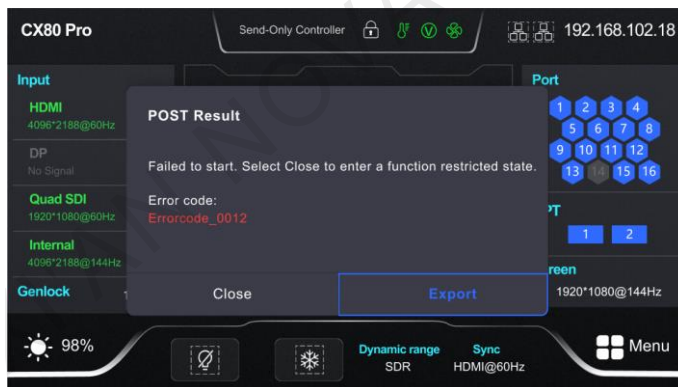 CX80 Pro
Send-Only Controller
192.168.102.18
Input
HDMI
4096*2188@60Hz
DP
No Signal
Quad SDI
1920*1080@60Hz
Internal
4096*2188@144Hz
Genlock
POST Result
Failed to start. Select Close to enter a function restricted state.
Error code:
Errorcode_0012
Close
Export
Port
1 2 3 4
5 6 7 8
9 10 11 12
13 14 15 16
PT
1 2
reen
1920*1080@144Hz
98%
Dynamic range
SDR
Sync
HDMI@60Hz
Menu